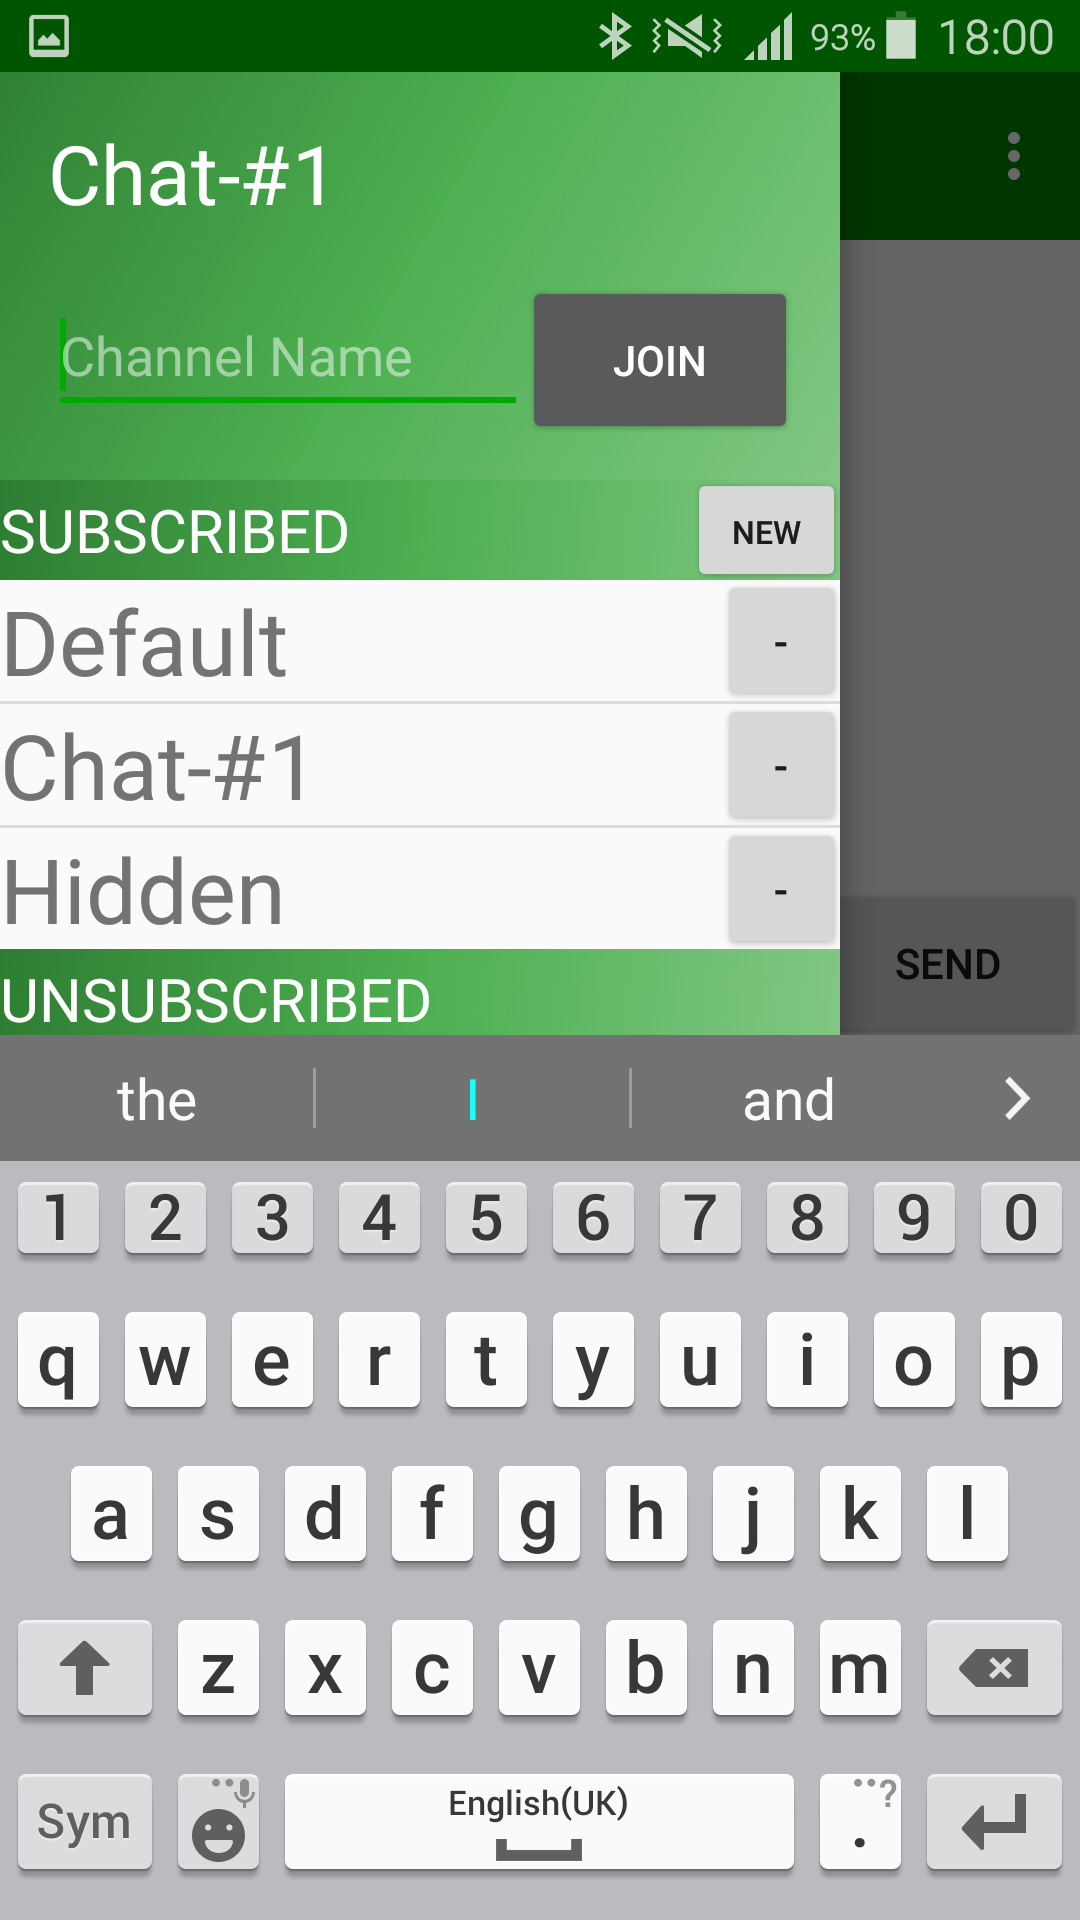 93% 18:00
Chat-#1
Channel Name JOIN
SUBSCRIBED NEW
Default -
Chat-#1 -
Hidden -
SEND
UNSUBSCRIBED
the I and
1 2 3 4 5 6 7 8 9 0
q w e r t y u i o p
a s d f g h j k l
z x c v b n m
Sym English(UK) . ?